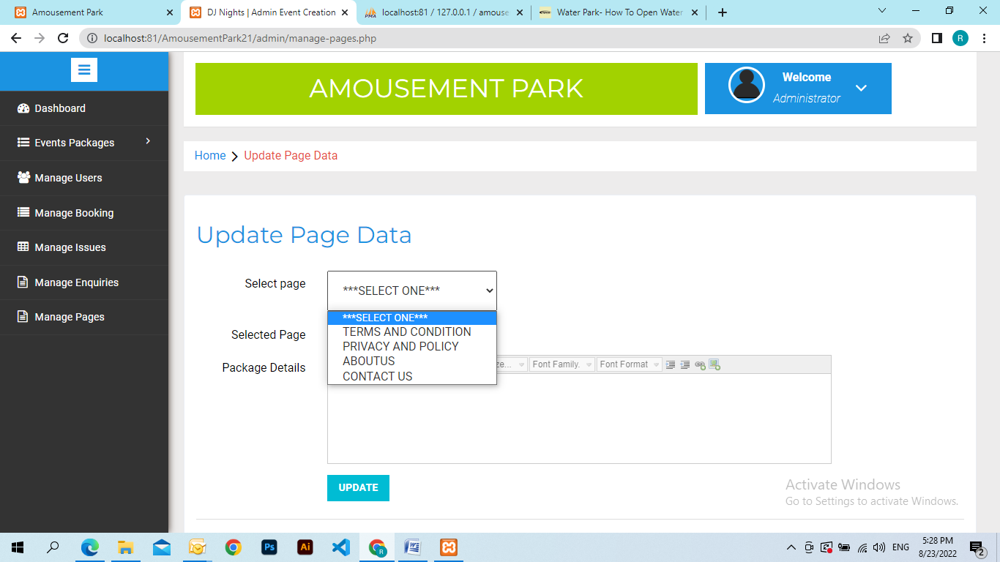 Amousement Park
DJ Nights | Admin Event Creation
localhost:81 / 127.0.0.1 / amouse
Water Park- How To Open Water
localhost:81/AmousementPark21/admin/manage-pages.php
R
AMOUSEMENT PARK
Welcome
Administrator
Dashboard
Events Packages
Manage Users
Manage Booking
Manage Issues
Manage Enquiries
Manage Pages
Home
Update Page Data
Update Page Data
Select page
***SELECT ONE***
***SELECT ONE***
TERMS AND CONDITION
PRIVACY AND POLICY
ABOUTUS
CONTACT US
Selected Page
Package Details
ze...
Font Family.
Font Format
UPDATE
Activate Windows
Go to Settings to activate Windows.
Ps
Ai
R
ENG
5:28 PM
8/23/2022
2